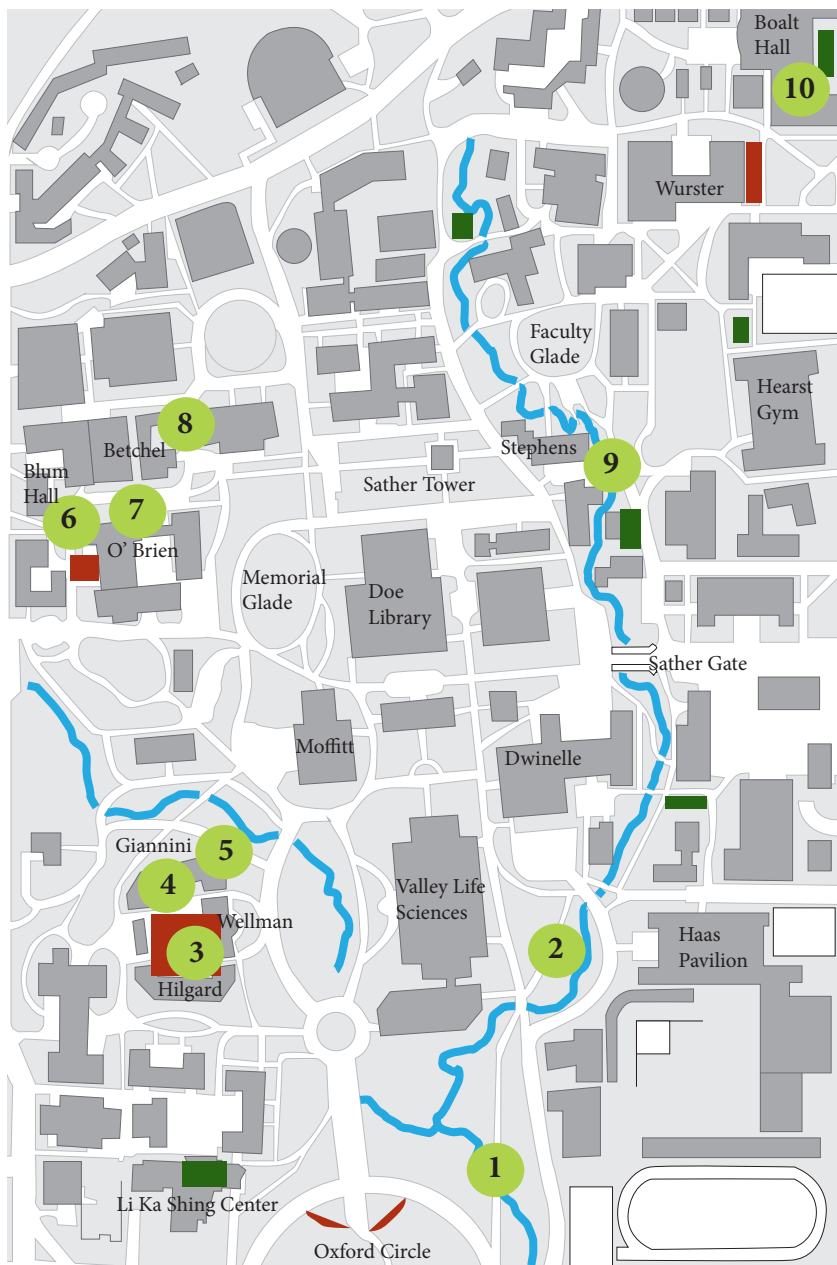 Boalt
Hall
10
Wurster
Faculty
Glade
Hearst
Gym
8
Betchel
Stephens
9
Blum
Hall
Sather Tower
6
7
O’ Brien
Memorial
Glade
Doe
Library
Sather Gate
Moffitt
Dwinelle
Giannini
5
4
Valley Life
Sciences
Wellman
3
2
Haas
Pavilion
Hilgard
1
Li Ka Shing Center
Oxford Circle